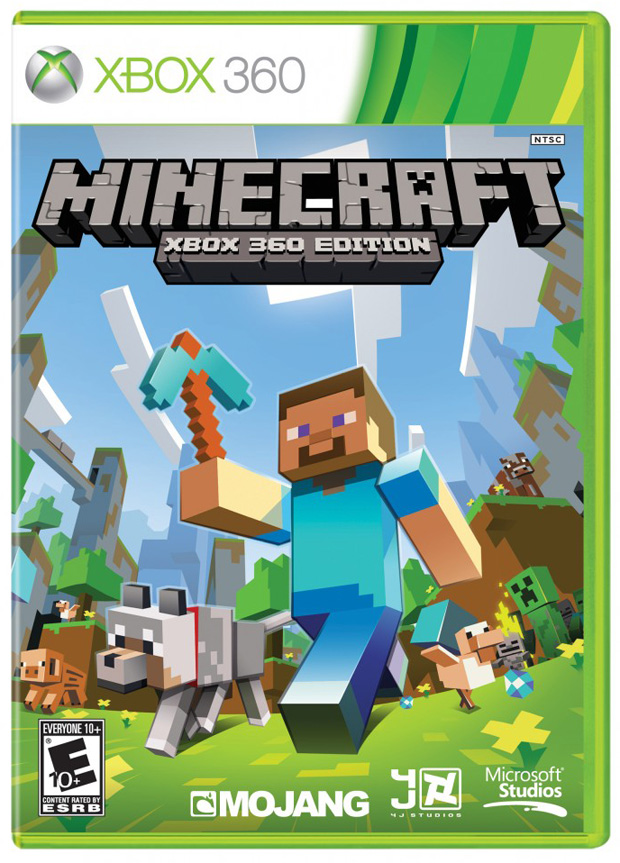 XBOX 360
NTSC
MINECRAFT
XBOX 360 EDITION
EVERYONE 10+
E
10+
®
CONTENT RATED BY
ESRB
MOJANG
4J
4J STUDIOS
Microsoft®
Studios